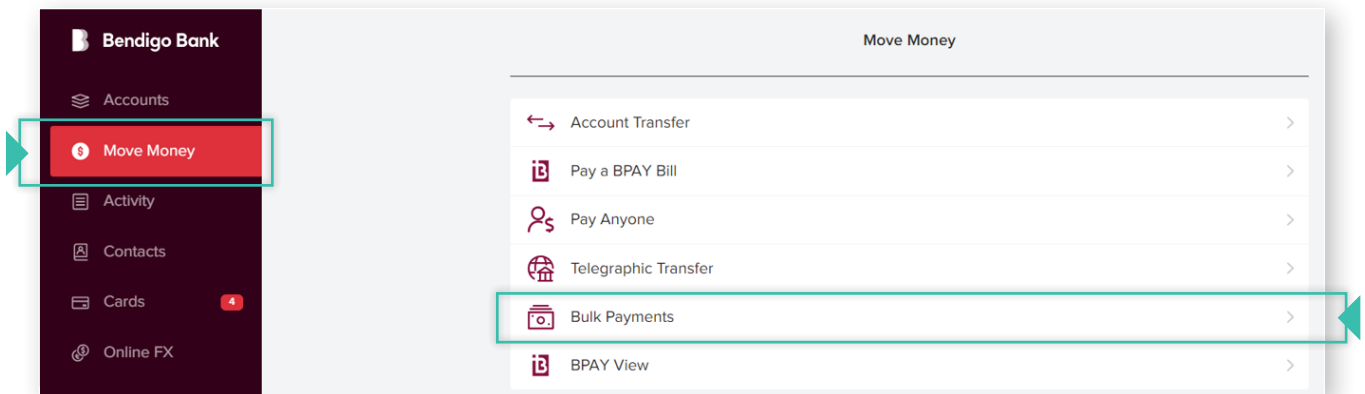 Bendigo Bank
Accounts
Move Money
Activity
Contacts
Cards 4
Online FX
Move Money
Account Transfer
Pay a BPAY Bill
Pay Anyone
Telegraphic Transfer
Bulk Payments
BPAY View